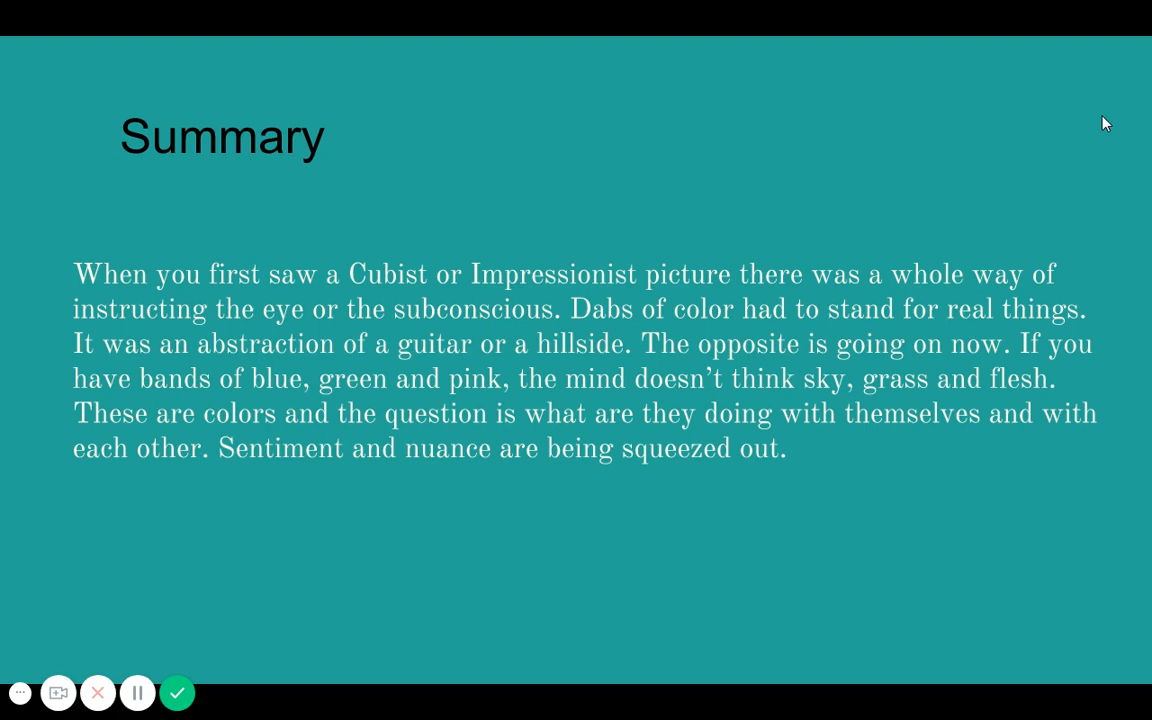 Summary
When you first saw a Cubist or Impressionist picture there was a whole way of
instructing the eye or the subconscious. Dabs of color had to stand for real things.
It was an abstraction of a guitar or a hillside. The opposite is going on now. If you
have bands of blue, green and pink, the mind doesn’t think sky, grass and flesh.
These are colors and the question is what are they doing with themselves and with
each other. Sentiment and nuance are being squeezed out.